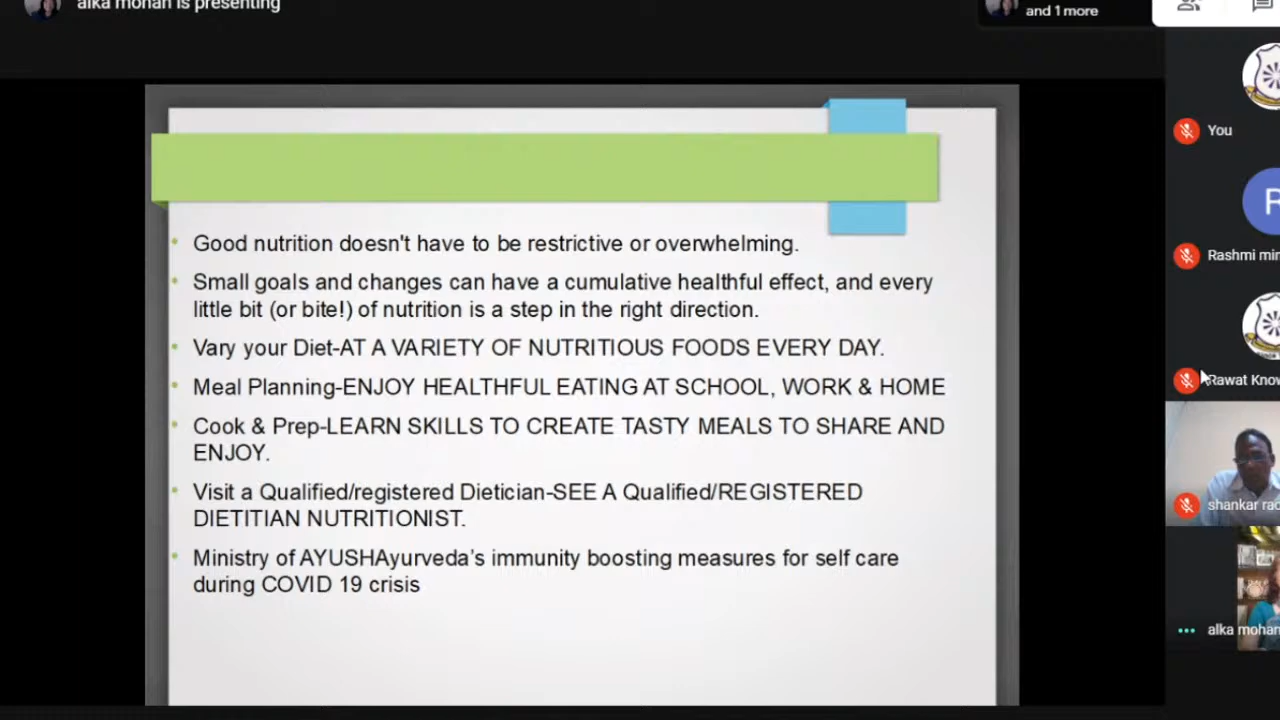 alka mohan is presenting
and 1 more
Good nutrition doesn't have to be restrictive or overwhelming.
Small goals and changes can have a cumulative healthful effect, and every
little bit (or bite!) of nutrition is a step in the right direction.
Vary your Diet-AT A VARIETY OF NUTRITIOUS FOODS EVERY DAY.
Meal Planning-ENJOY HEALTHFUL EATING AT SCHOOL, WORK & HOME
Cook & Prep-LEARN SKILLS TO CREATE TASTY MEALS TO SHARE AND
ENJOY.
Visit a Qualified/registered Dietician-SEE A Qualified/REGISTERED
DIETITIAN NUTRITIONIST.
Ministry of AYUSHAyurveda's immunity boosting measures for self care
during COVID 19 crisis
You
R
Rashmi
Rawat
shankar
alka mohan